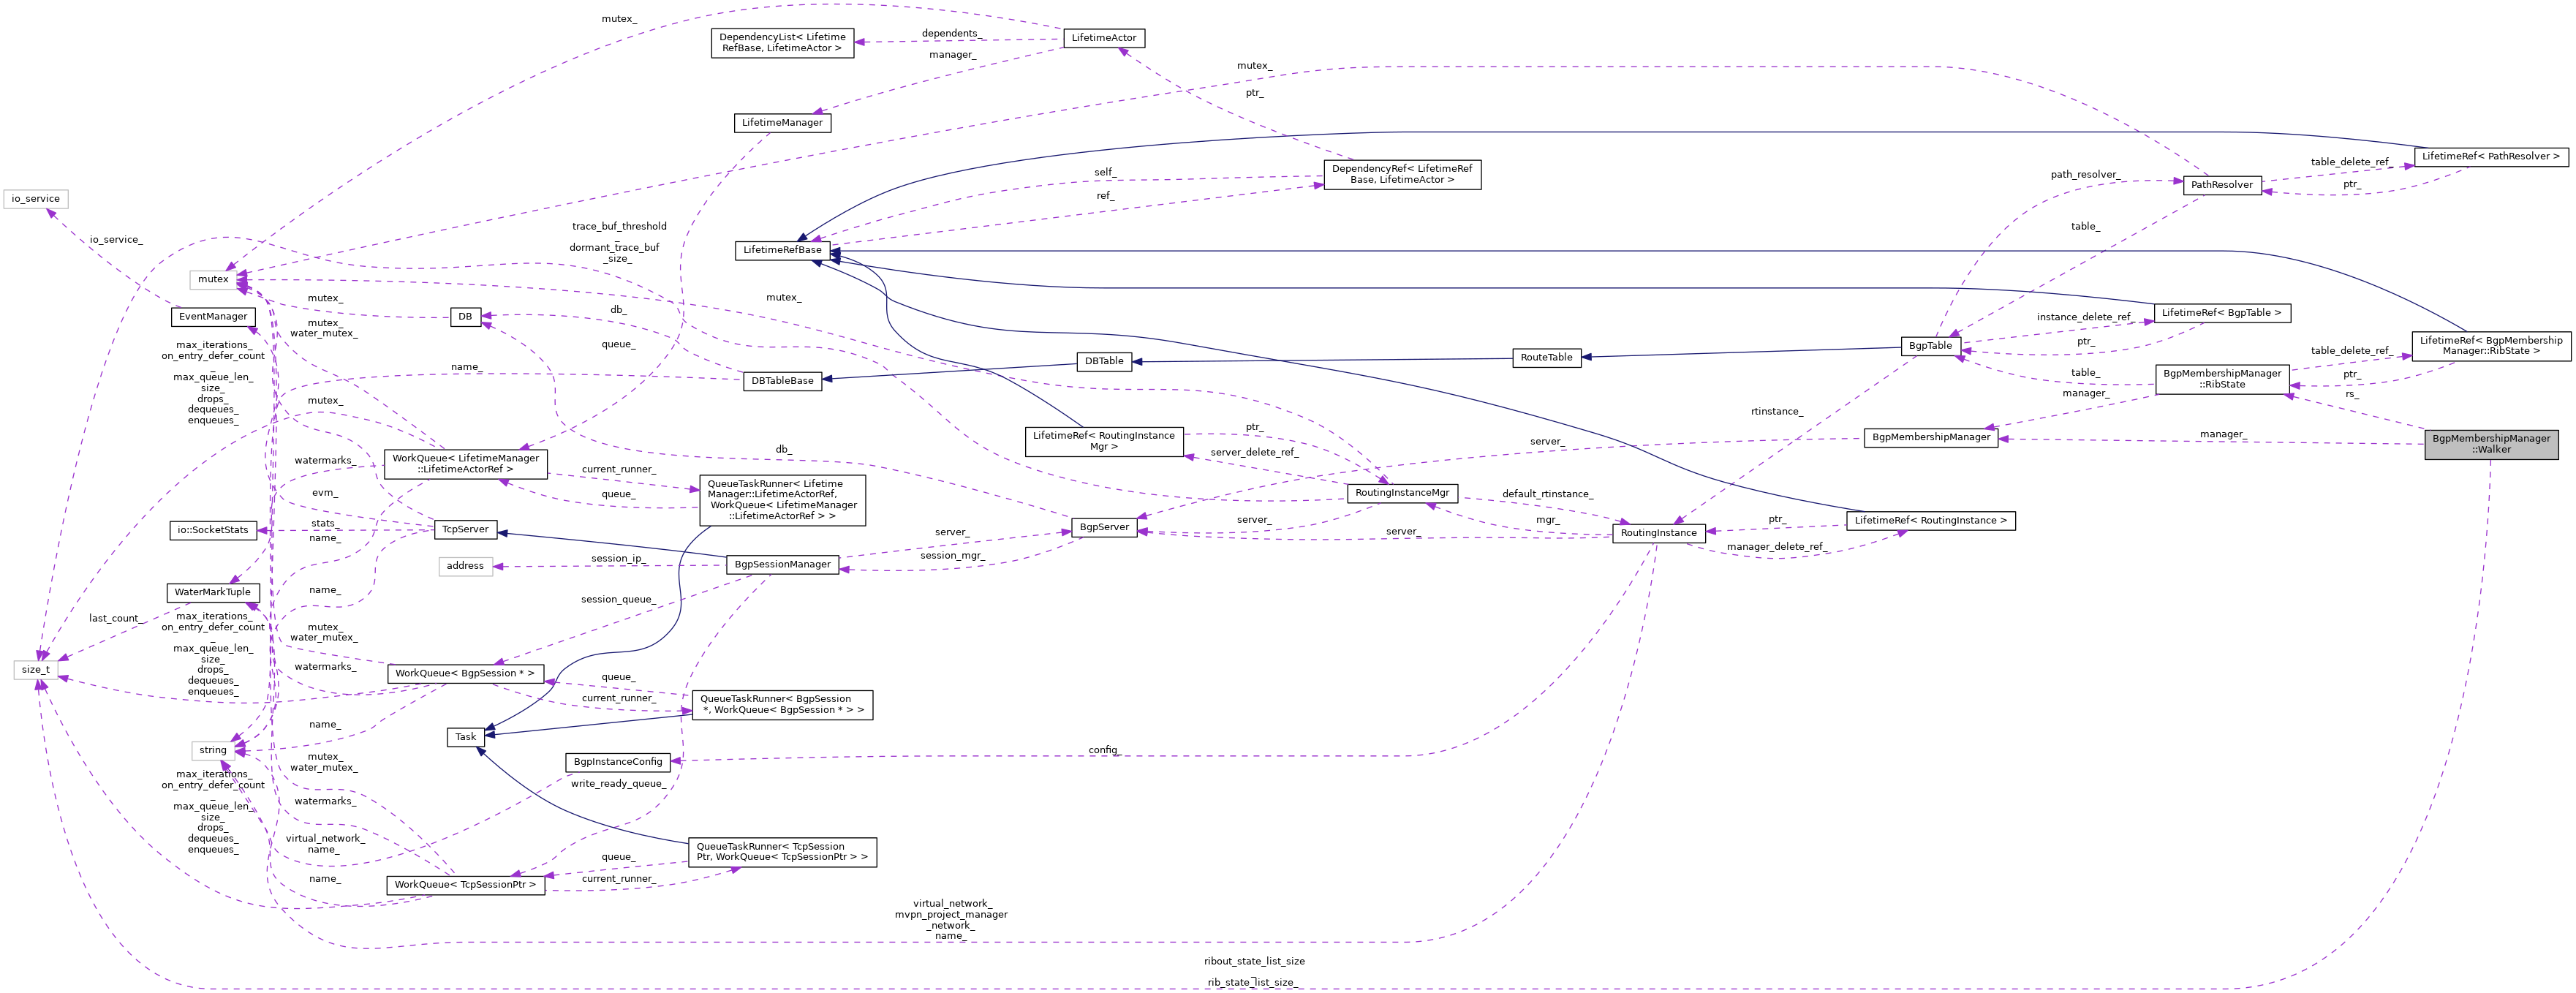 mutex_
DependencyList< Lifetime
RefBase, LifetimeActor >
dependents_
LifetimeActor
manager_
mutex_
ptr_
LifetimeManager
LifetimeRef< PathResolver >
table_delete_ref_
ptr_
PathResolver
path_resolver_
DependencyRef< LifetimeRef
Base, LifetimeActor >
self_
ref_
io_service
io_service_
trace_buf_threshold
_
dormant_trace_buf
_size_
LifetimeRefBase
table_
mutex
mutex_
EventManager
mutex_
DB
db_
mutex_
water_mutex_
queue_
instance_delete_ref_
ptr_
LifetimeRef< BgpTable >
BgpTable
LifetimeRef< BgpMembership
Manager::RibState >
table_delete_ref_
ptr_
max_iterations_
on_entry_defer_count
_
max_queue_len_
size_
drops_
dequeues_
enqueues_
name_
DBTableBase
DBTable
RouteTable
BgpMembershipManager
::RibState
table_
manager_
rs_
mutex_
rtinstance_
LifetimeRef< RoutingInstance
Mgr >
ptr_
server_delete_ref_
server_
BgpMembershipManager
manager_
BgpMembershipManager
::Walker
db_
watermarks_
WorkQueue< LifetimeManager
::LifetimeActorRef >
current_runner_
queue_
QueueTaskRunner< Lifetime
Manager::LifetimeActorRef,
WorkQueue< LifetimeManager
::LifetimeActorRef > >
RoutingInstanceMgr
default_rtinstance_
evm_
io::SocketStats
stats_
name_
TcpServer
server_
session_mgr_
BgpServer
server_
server_
mgr_
RoutingInstance
ptr_
manager_delete_ref_
LifetimeRef< RoutingInstance >
address
session_ip_
BgpSessionManager
WaterMarkTuple
name_
session_queue_
last_count_
max_iterations_
on_entry_defer_count
_
max_queue_len_
size_
drops_
dequeues_
enqueues_
mutex_
water_mutex_
size_t
watermarks_
WorkQueue< BgpSession * >
queue_
current_runner_
QueueTaskRunner< BgpSession
*, WorkQueue< BgpSession * > >
name_
string
Task
mutex_
water_mutex_
BgpInstanceConfig
config_
write_ready_queue_
max_iterations_
on_entry_defer_count
_
max_queue_len_
size_
drops_
dequeues_
enqueues_
watermarks_
virtual_network_
name_
QueueTaskRunner< TcpSession
Ptr, WorkQueue< TcpSessionPtr > >
queue_
current_runner_
name_
WorkQueue< TcpSessionPtr >
virtual_network_
mvpn_project_manager
_network_
name_
ribout_state_list_size
_
rib_state_list_size_